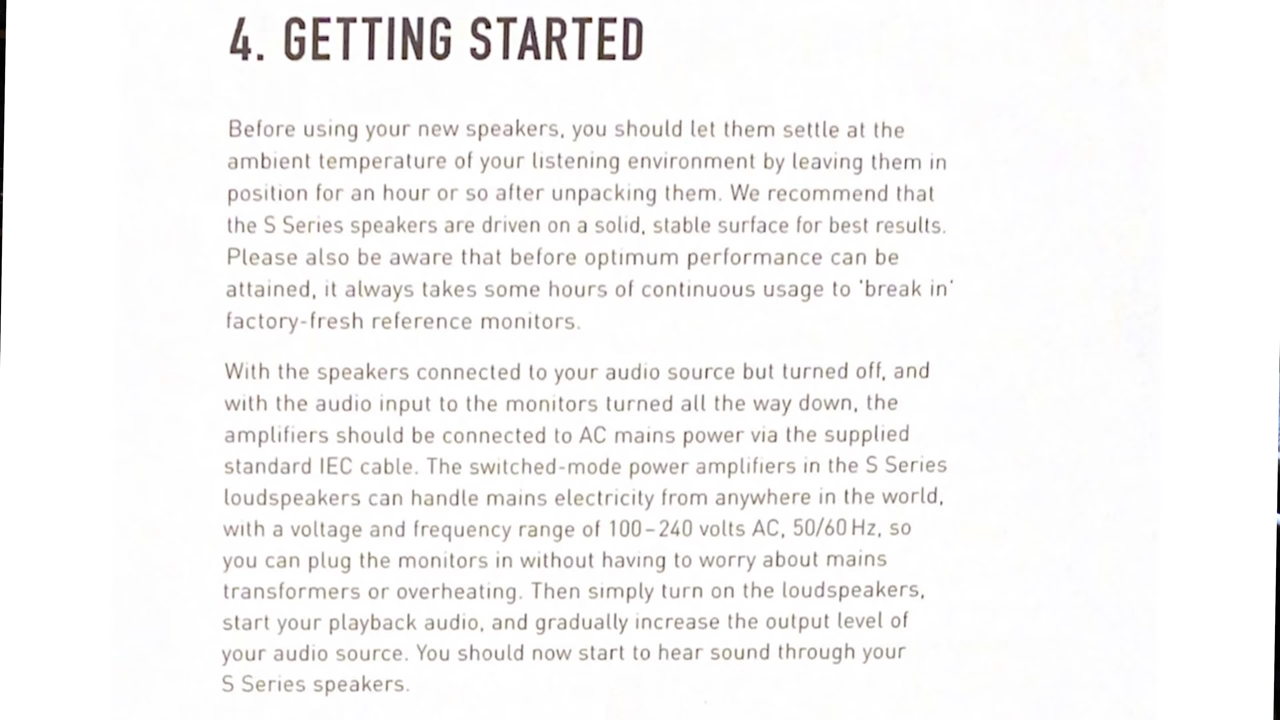 4. GETTING STARTED
Before using your new speakers, you should let them settle at the
ambient temperature of your listening environment by leaving them in
position for an hour or so after unpacking them. We recommend that
the S Series speakers are driven on a solid, stable surface for best results.
Please also be aware that before optimum performance can be
attained, it always takes some hours of continuous usage to 'break in'
factory-fresh reference monitors.
With the speakers connected to your audio source but turned off, and
with the audio input to the monitors turned all the way down, the
amplifiers should be connected to AC mains power via the supplied
standard IEC cable. The switched-mode power amplifiers in the S Series
loudspeakers can handle mains electricity from anywhere in the world,
with a voltage and frequency range of 100–240 volts AC, 50/60 Hz, so
you can plug the monitors in without having to worry about mains
transformers or overheating. Then simply turn on the loudspeakers,
start your playback audio, and gradually increase the output level of
your audio source. You should now start to hear sound through your
S Series speakers.